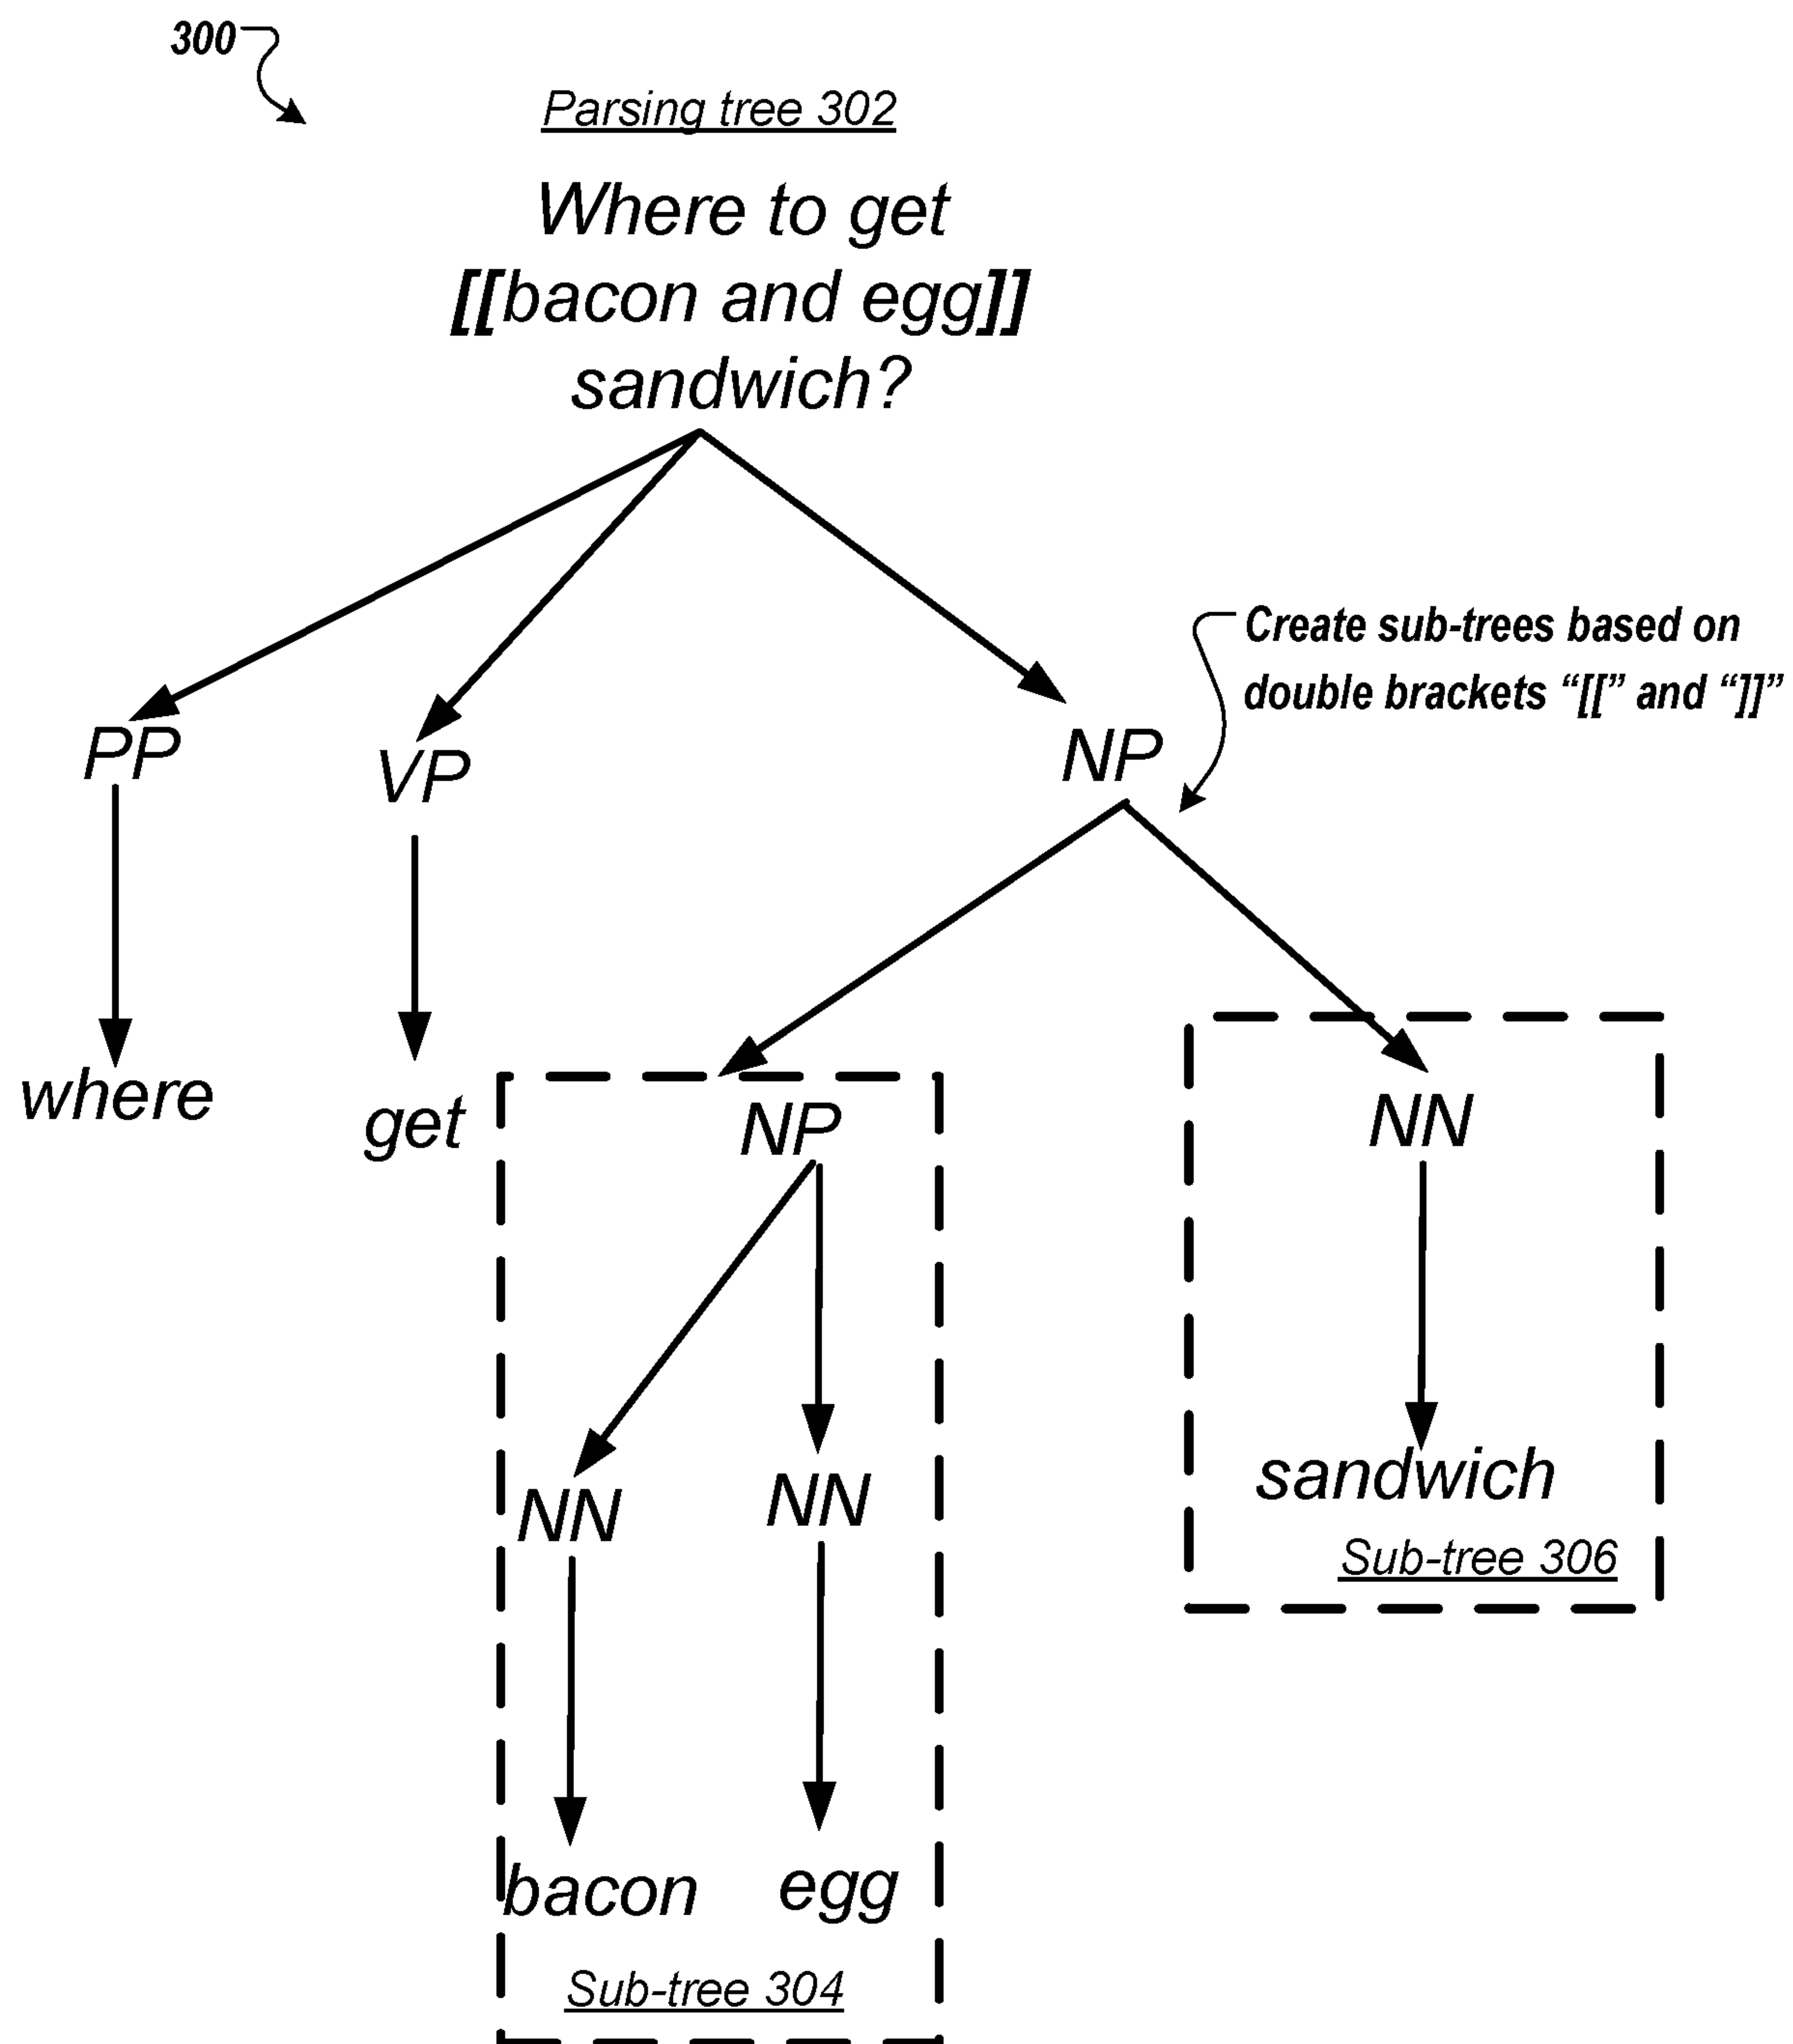 300
Parsing tree 302
Where to get
[[bacon and egg]]
sandwich?
Create sub-trees based on
double brackets “[[” and “]]”
PP
VP
NP
where
get
NP
NN
NN
NN
sandwich
Sub-tree 306
bacon
egg
Sub-tree 304